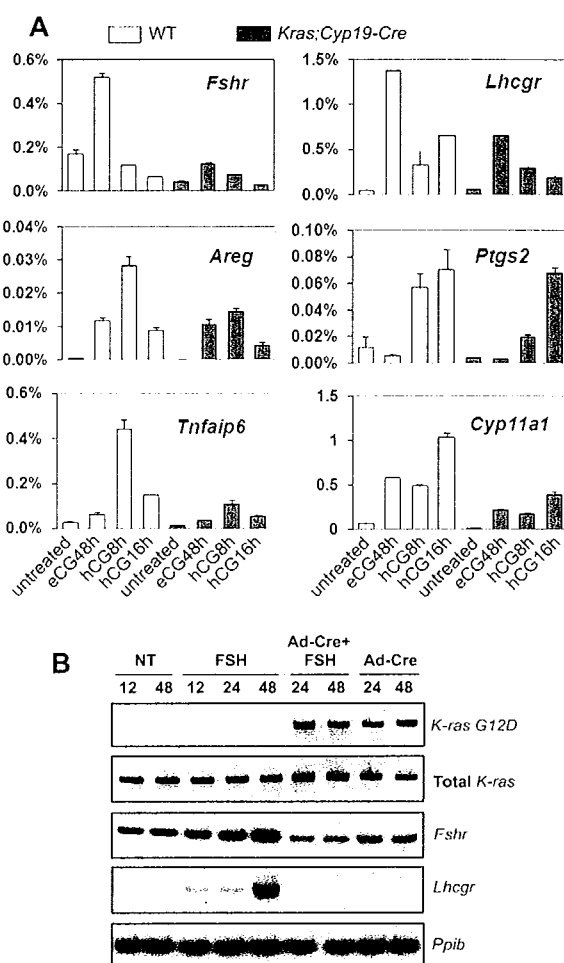 A
WT Kras;Cyp19-Cre
Fshr
0.6%
0.4%
0.2%
0.0%
Lhcgr
1.5%
1.0%
0.5%
0.0%
Areg
0.04%
0.03%
0.02%
0.01%
0.00%
Ptgs2
0.10%
0.08%
0.06%
0.04%
0.02%
0.00%
Tnfaip6
0.6%
0.4%
0.2%
0.0%
Cyp11a1
1.5
1
0.5
0
untreated eCG48h hCG8h hCG16h untreated eCG48h hCG8h hCG16h
untreated eCG48h hCG8h hCG16h untreated eCG48h hCG8h hCG16h
B
NT FSH Ad-Cre+ FSH Ad-Cre
12 48 12 24 48 24 48 24 48
K-ras G12D
Total K-ras
Fshr
Lhcgr
Ppib